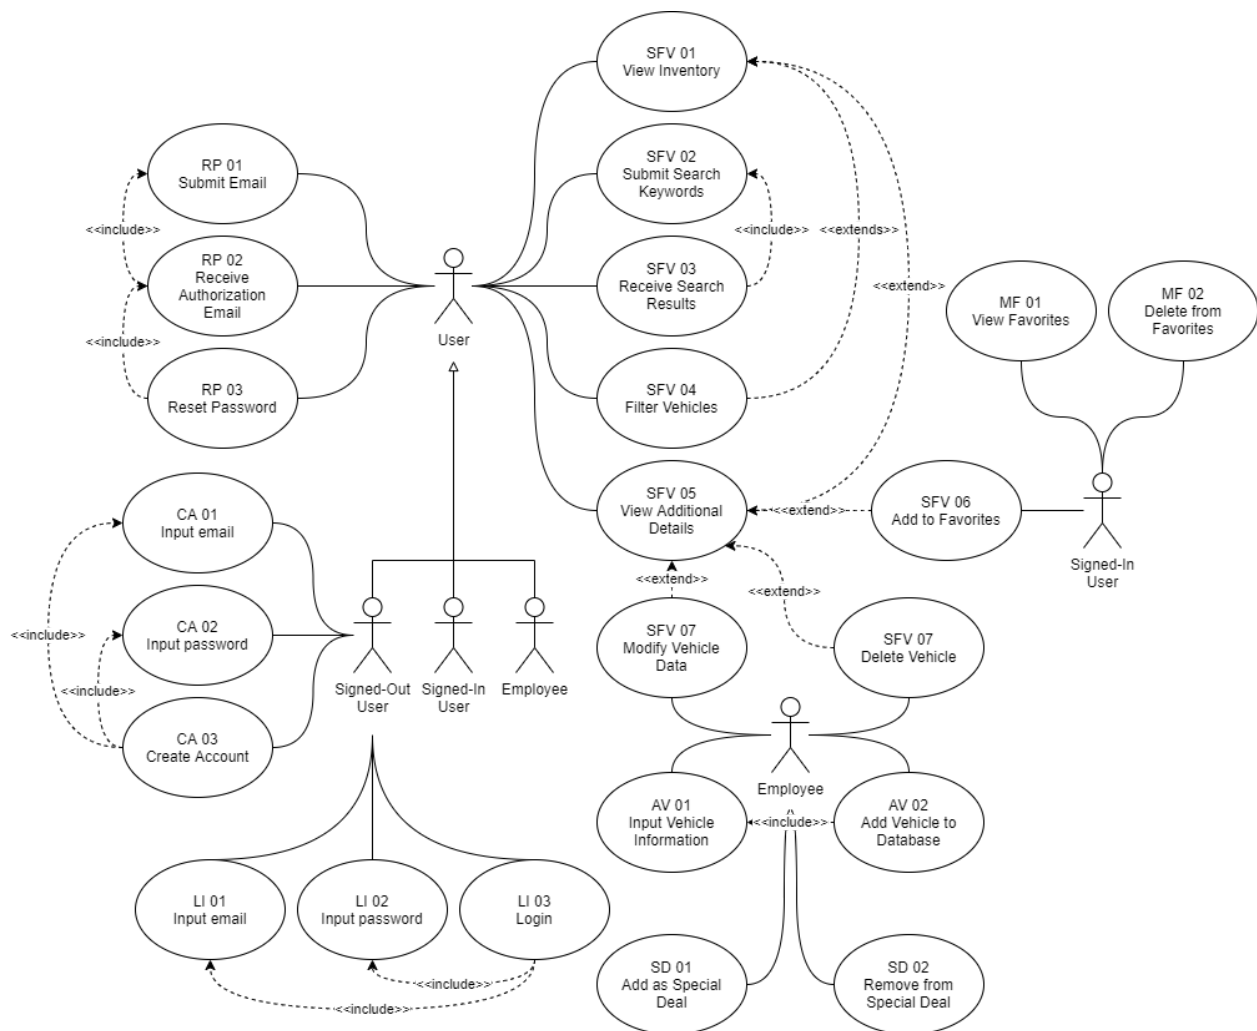 SFV 01
View Inventory
RP 01
Submit Email
SFV 02
Submit Search
Keywords
<<include>>
<<include>>
<<extends>>
RP 02
Receive
Authorization
Email
User
SFV 03
Receive Search
Results
<<extend>>
MF 01
View Favorites
MF 02
Delete from
Favorites
<<include>>
RP 03
Reset Password
SFV 04
Filter Vehicles
CA 01
Input email
SFV 05
View Additional
Details
<<extend>>
SFV 06
Add to Favorites
Signed-In
User
<<extend>>
<<extend>>
<<include>>
CA 02
Input password
<<include>>
Signed-Out
User
Signed-In
User
Employee
SFV 07
Modify Vehicle
Data
SFV 07
Delete Vehicle
CA 03
Create Account
Employee
AV 01
Input Vehicle
Information
<<include>>
AV 02
Add Vehicle to
Database
LI 01
Input email
LI 02
Input password
LI 03
Login
<<include>>
<<include>>
SD 01
Add as Special
Deal
SD 02
Remove from
Special Deal